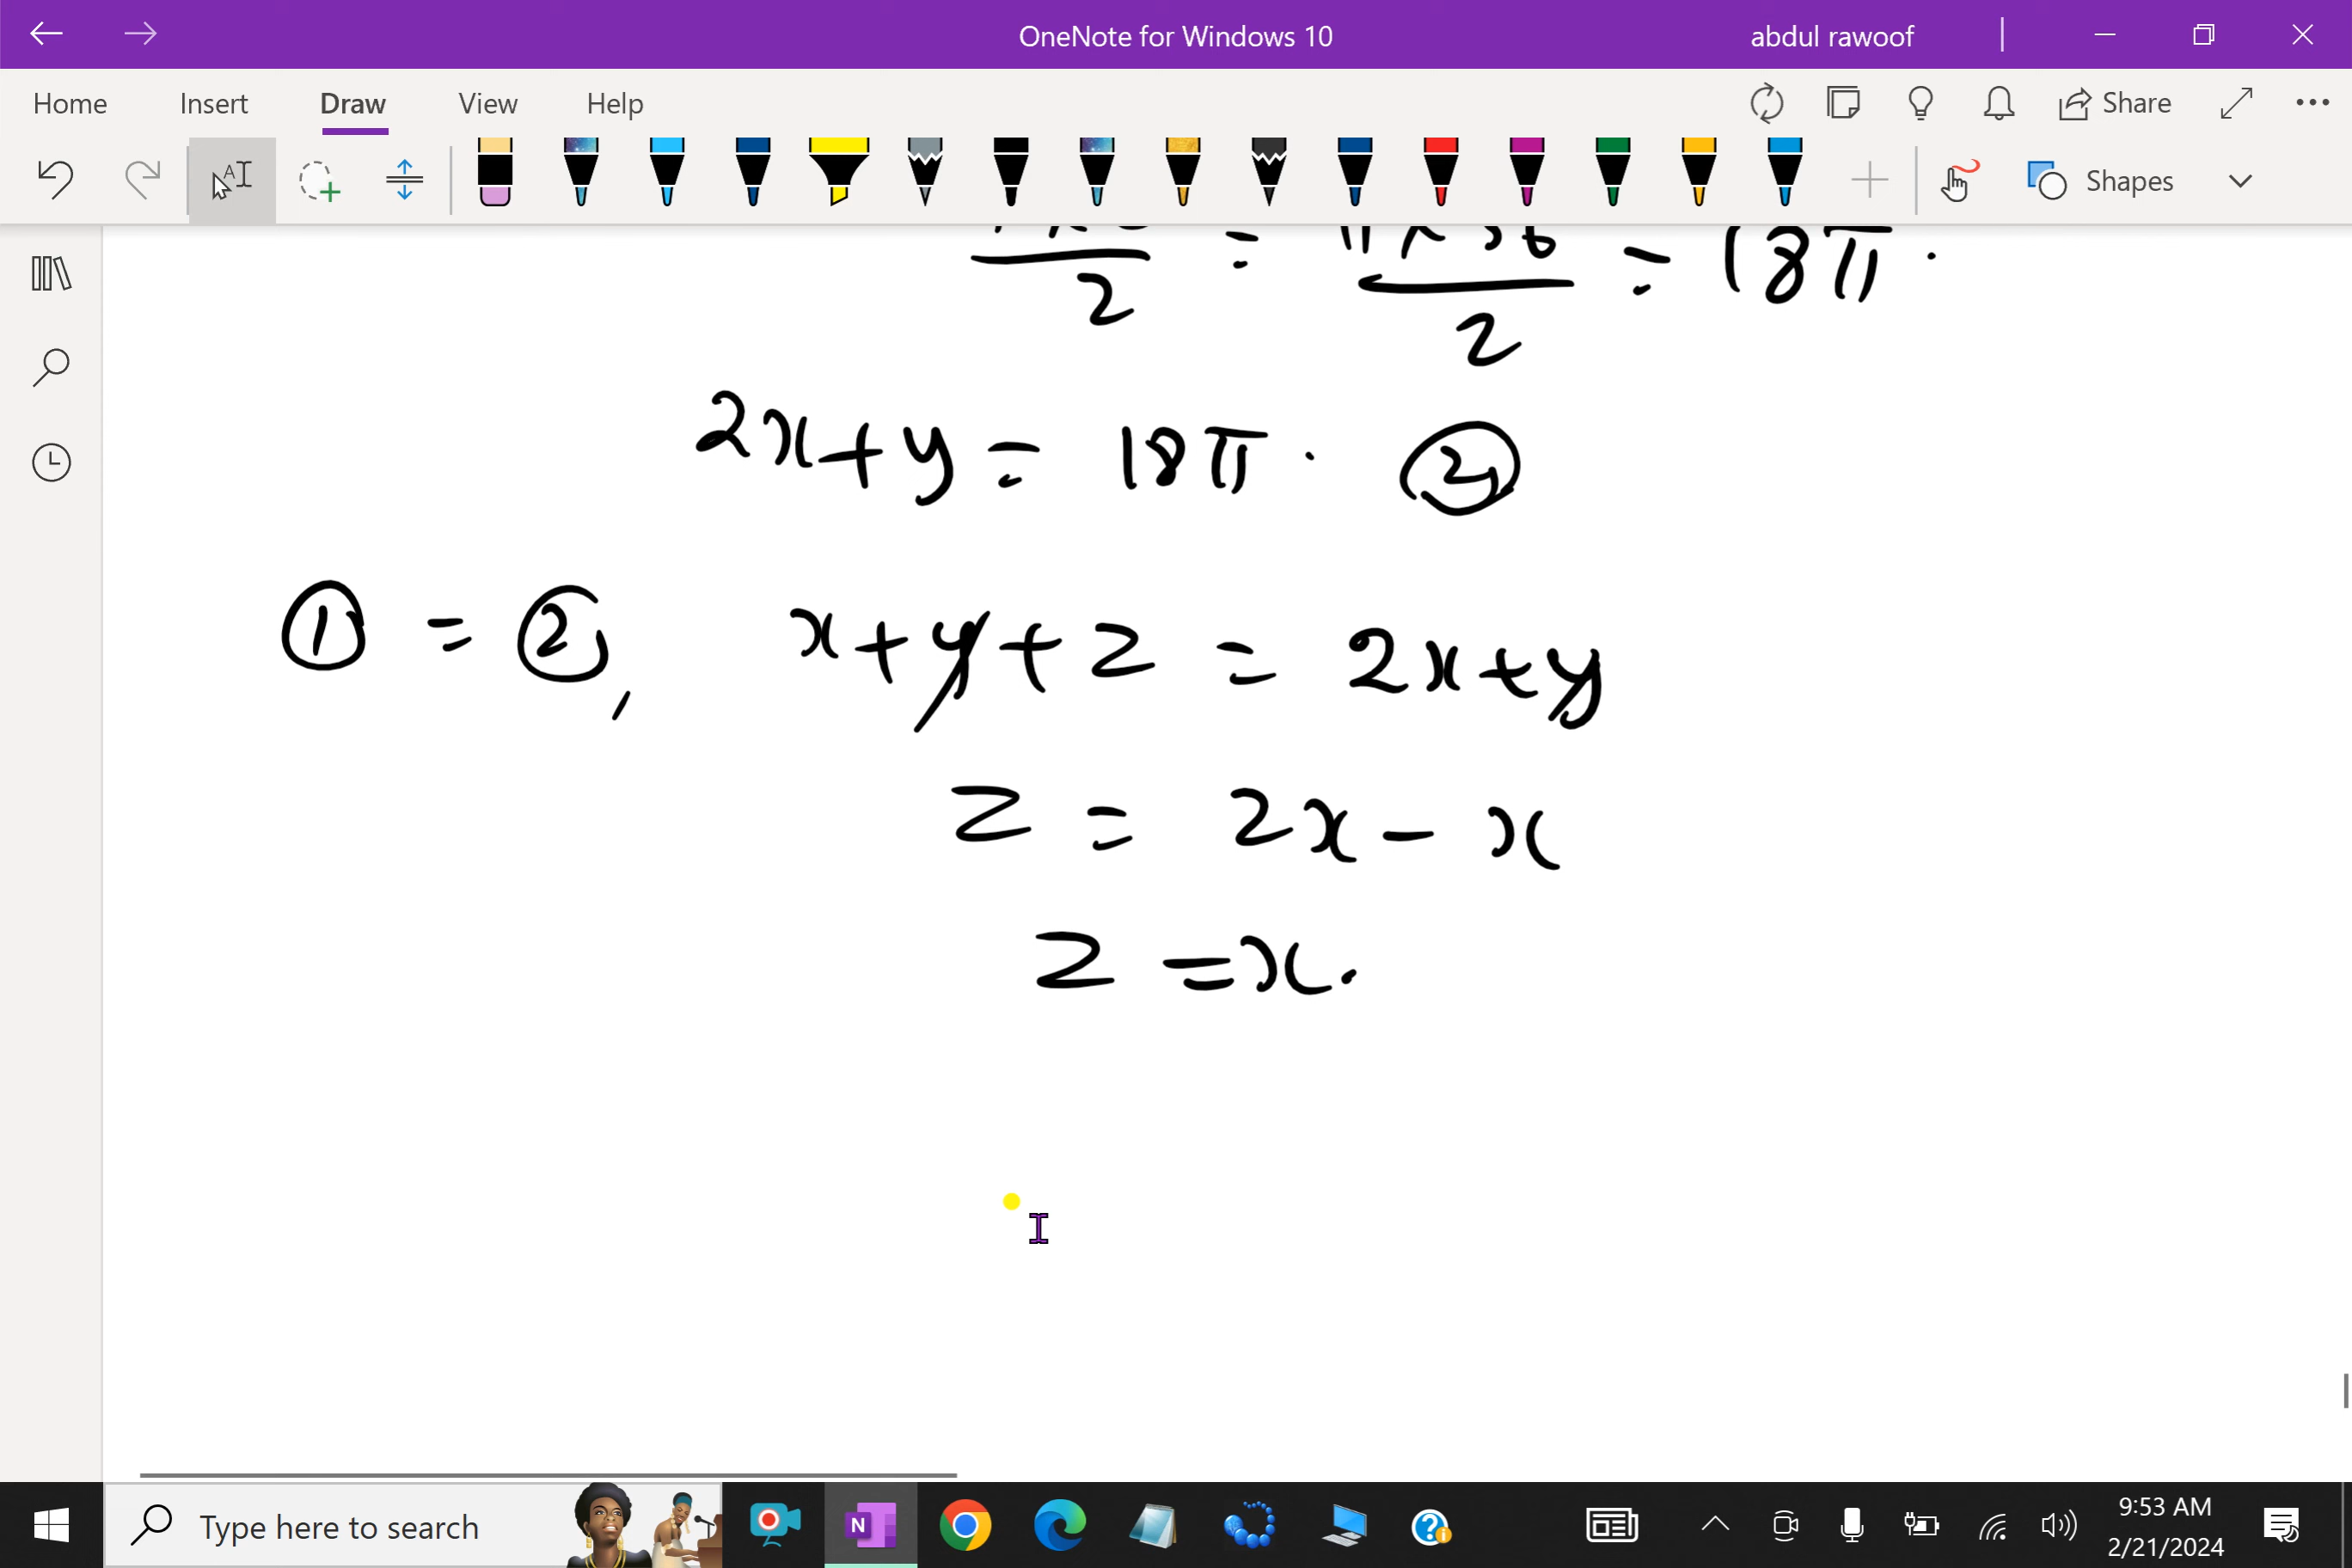 OneNote for Windows 10
abdul rawoof
Home Insert Draw View Help
Share
Shapes
2 = 2 = 18π.
2x+y = 18π. ②
① = ②, x+y+z = 2x+y
z = 2x - x
z = x.
Type here to search
9:53 AM
2/21/2024